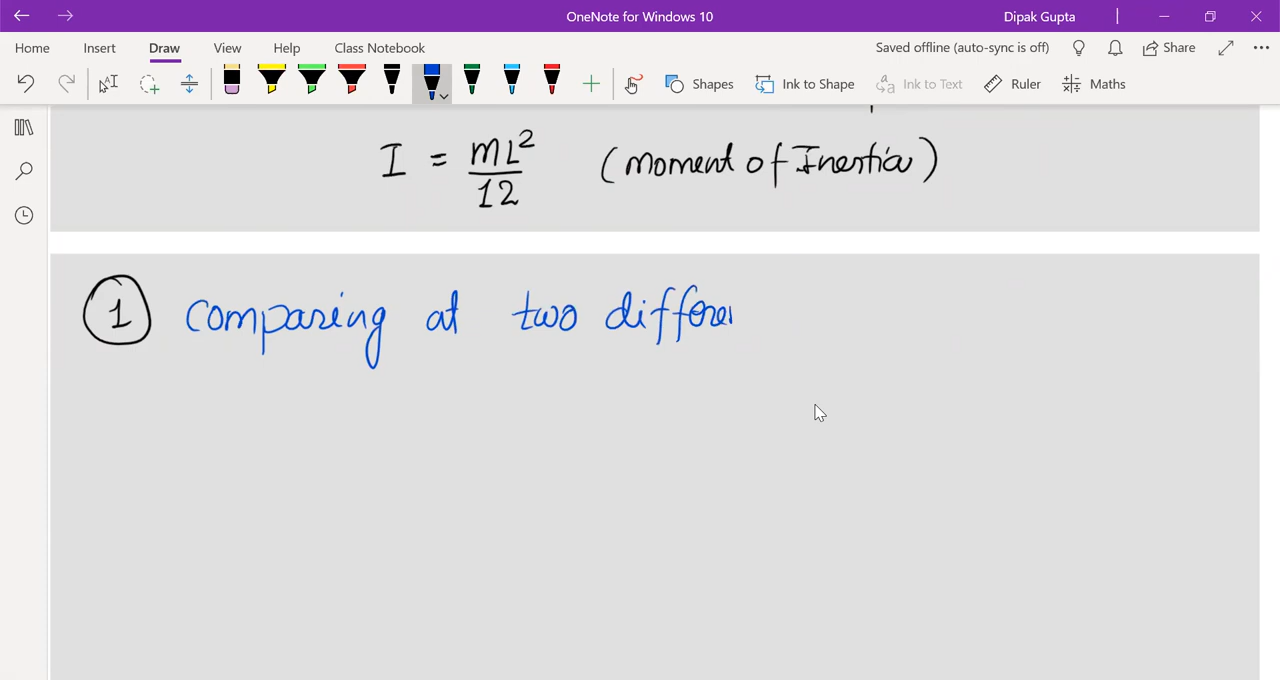 OneNote for Windows 10
Dipak Gupta
Home Insert Draw View Help Class Notebook
Saved offline (auto-sync is off)
Share
Shapes
Ink to Shape
Ink to Text
Ruler
Maths
I = mL²/12 (Moment of Inertia)
① Comparing at two differen